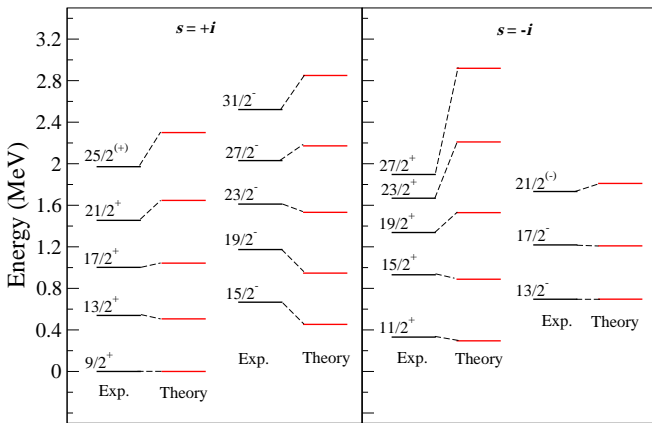 s = +i
s = -i
Energy (MeV)
3.2
2.8
2.4
2
1.6
1.2
0.8
0.4
0
25/2(+)
21/2+
17/2+
13/2+
9/2+
Exp.
Theory
31/2-
27/2-
23/2-
19/2-
15/2-
Exp.
Theory
27/2+
23/2+
19/2+
15/2+
11/2+
Exp.
Theory
21/2(-)
17/2-
13/2-
Exp.
Theory